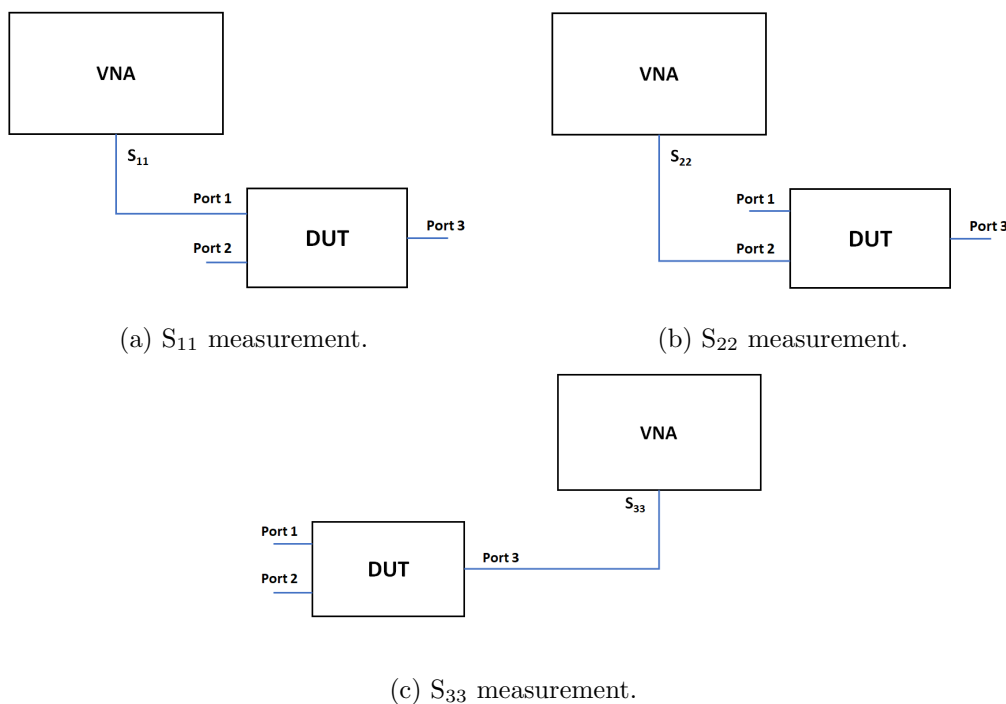 VNA
S₁₁
Port 1
DUT
Port 3
Port 2
(a) S₁₁ measurement.
VNA
S₂₂
Port 1
DUT
Port 3
Port 2
(b) S₂₂ measurement.
VNA
S₃₃
Port 1
DUT
Port 3
Port 2
(c) S₃₃ measurement.